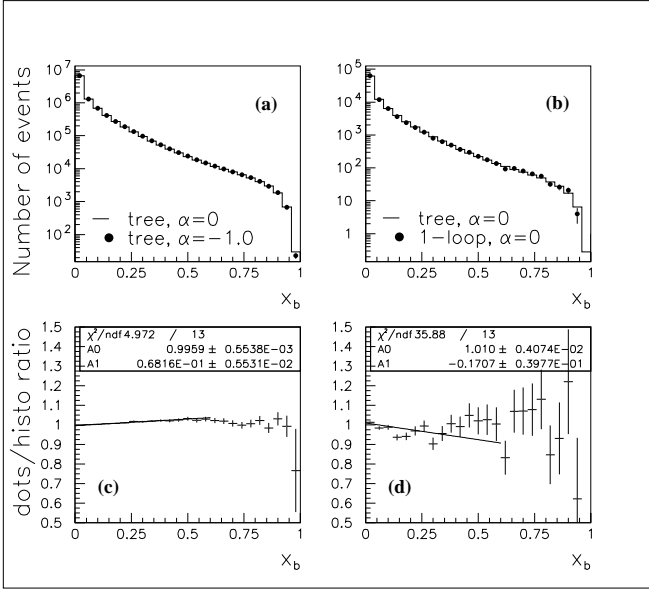 Number of events
10^7
10^6
10^5
10^4
10^3
10^2
(a)
— tree, α=0
● tree, α=−1.0
0
0.25
0.5
0.75
1
X_b
10^5
10^4
10^3
10^2
10
1
(b)
— tree, α=0
● 1−loop, α=0
0
0.25
0.5
0.75
1
X_b
dots/histo ratio
1.5
1.4
1.3
1.2
1.1
1
0.9
0.8
0.7
0.6
0.5
χ²/ndf 4.972 / 13
A0 0.9959 ± 0.5538E−03
A1 0.6816E−01 ± 0.5531E−02
(c)
0
0.25
0.5
0.75
1
X_b
1.5
1.4
1.3
1.2
1.1
1
0.9
0.8
0.7
0.6
0.5
χ²/ndf 35.88 / 13
A0 1.010 ± 0.4074E−02
A1 −0.1707 ± 0.3977E−01
(d)
0
0.25
0.5
0.75
1
X_b